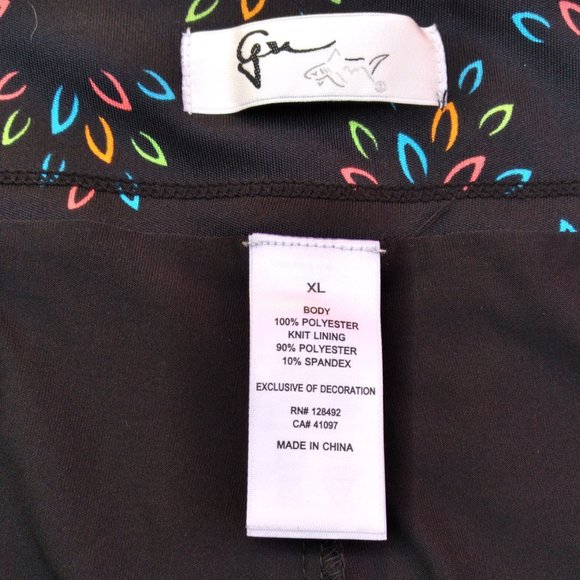 XL
BODY
100% POLYESTER
KNIT LINING
90% POLYESTER
10% SPANDEX
EXCLUSIVE OF DECORATION
RN# 128492
CA# 41097
MADE IN CHINA